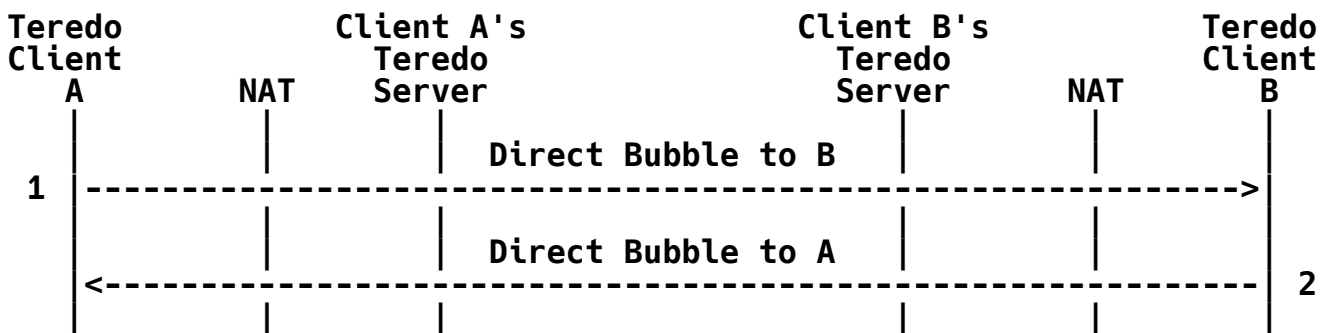 Teredo Client A's Client B's Teredo
Client Teredo Teredo Client
A NAT Server Server NAT B
Direct Bubble to B
1
Direct Bubble to A
2